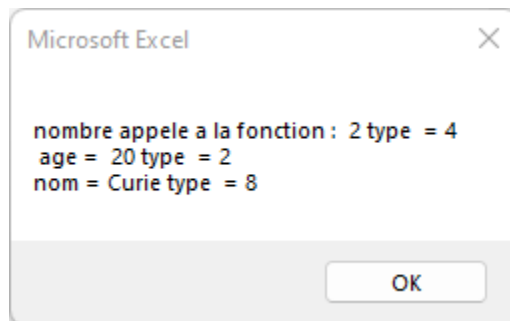 Microsoft Excel
nombre appele a la fonction :  2 type  = 4
age =  20 type  = 2
nom = Curie type  = 8
OK